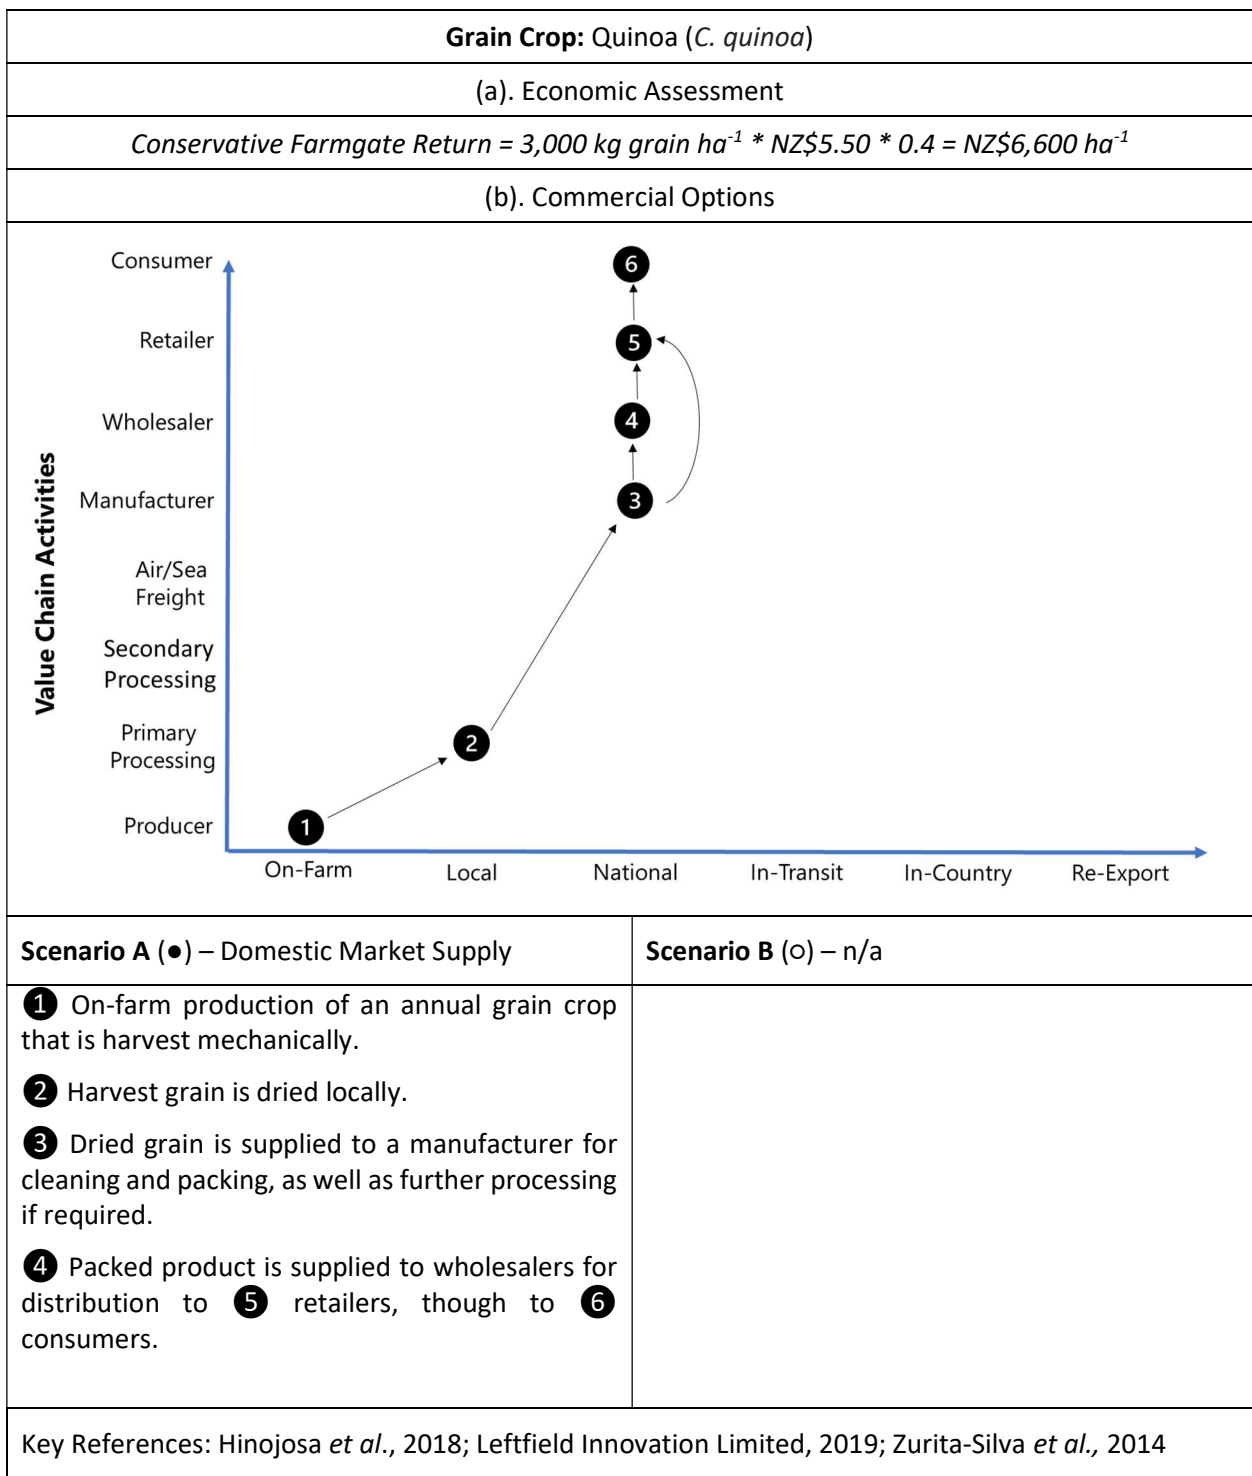 Grain Crop: Quinoa (C. quinoa)
(a). Economic Assessment
Conservative Farmgate Return = 3,000 kg grain ha⁻¹ * NZ$5.50 * 0.4 = NZ$6,600 ha⁻¹
(b). Commercial Options
Value Chain Activities
Consumer
Retailer
Wholesaler
Manufacturer
Air/Sea
Freight
Secondary
Processing
Primary
Processing
Producer
6
5
4
3
2
1
On-Farm Local National In-Transit In-Country Re-Export
Scenario A (●) – Domestic Market Supply
❶ On-farm production of an annual grain crop
that is harvest mechanically.
❷ Harvest grain is dried locally.
❸ Dried grain is supplied to a manufacturer for
cleaning and packing, as well as further processing
if required.
❹ Packed product is supplied to wholesalers for
distribution to ❺ retailers, though to ❻
consumers.
Scenario B (○) – n/a
Key References: Hinojosa et al., 2018; Leftfield Innovation Limited, 2019; Zurita-Silva et al., 2014